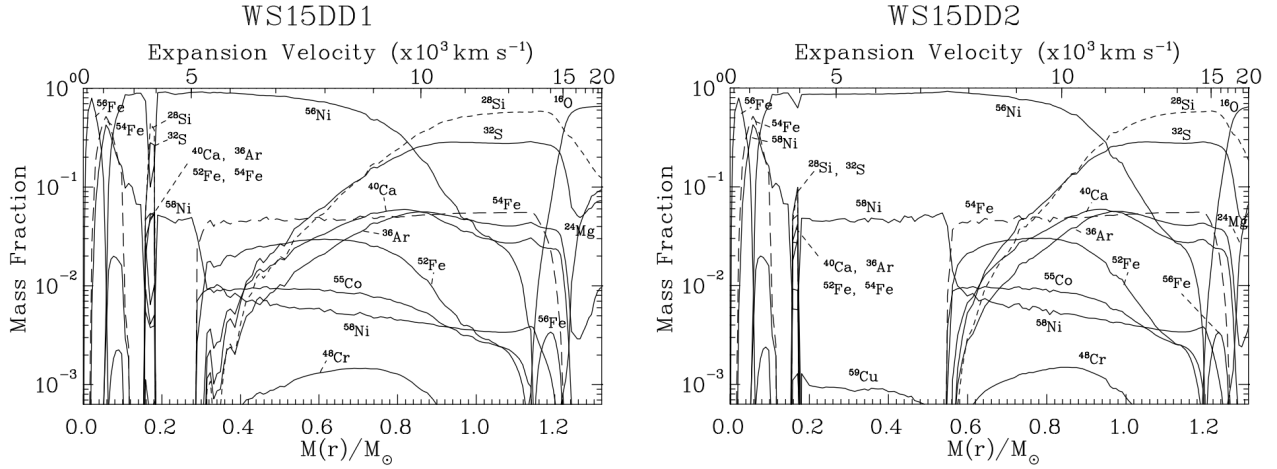 WS15DD1
Expansion Velocity (x10³ km s⁻¹)
0 5 10 15 20
10⁰
10⁻¹
10⁻²
10⁻³
Mass Fraction
⁵⁶Fe
⁵⁴Fe
²⁸Si
³²S
⁴⁰Ca, ³⁶Ar
⁵²Fe, ⁵⁴Fe
⁵⁸Ni
⁵⁶Ni
²⁸Si
¹⁶O
³²S
⁴⁰Ca
⁵⁴Fe
³⁶Ar
²⁴Mg
⁵²Fe
⁵⁵Co
⁵⁸Ni
⁵⁶Fe
⁴⁸Cr
0.0 0.2 0.4 0.6 0.8 1.0 1.2
M(r)/M☉
WS15DD2
Expansion Velocity (x10³ km s⁻¹)
0 5 10 15 20
10⁰
10⁻¹
10⁻²
10⁻³
Mass Fraction
⁵⁶Fe
⁵⁴Fe
⁵⁸Ni
²⁸Si, ³²S
⁵⁸Ni
⁴⁰Ca, ³⁶Ar
⁵²Fe, ⁵⁴Fe
⁵⁹Cu
⁵⁶Ni
²⁸Si
¹⁶O
³²S
⁴⁰Ca
⁵⁴Fe
³⁶Ar
²⁴Mg
⁵²Fe
⁵⁵Co
⁵⁶Fe
⁵⁸Ni
⁴⁸Cr
0.0 0.2 0.4 0.6 0.8 1.0 1.2
M(r)/M☉